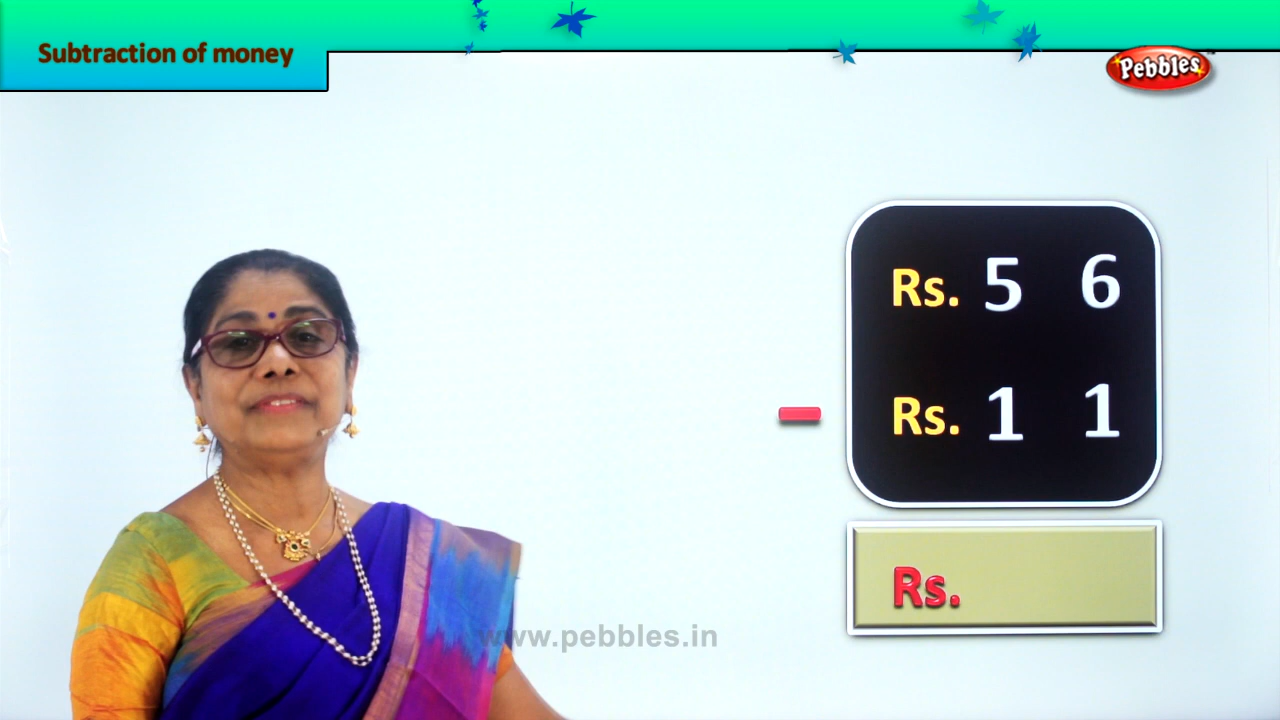 Subtraction of money
Pebbles
Rs. 5 6
- Rs. 1 1
Rs.
www.pebbles.in